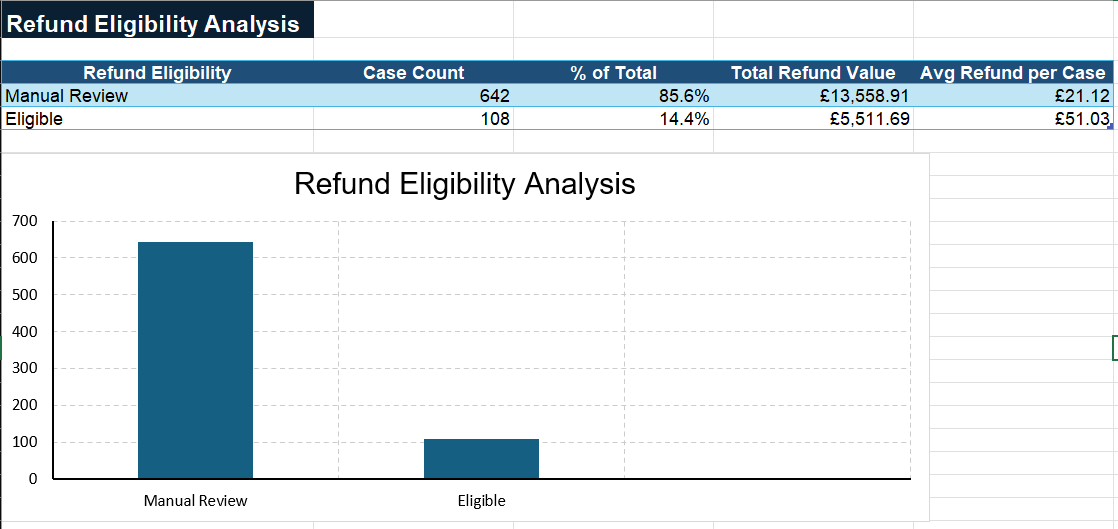 Refund Eligibility Analysis
Refund Eligibility Case Count % of Total Total Refund Value Avg Refund per Case
Manual Review 642 85.6% £13,558.91 £21.12
Eligible 108 14.4% £5,511.69 £51.03
Refund Eligibility Analysis
700
600
500
400
300
200
100
0
Manual Review Eligible